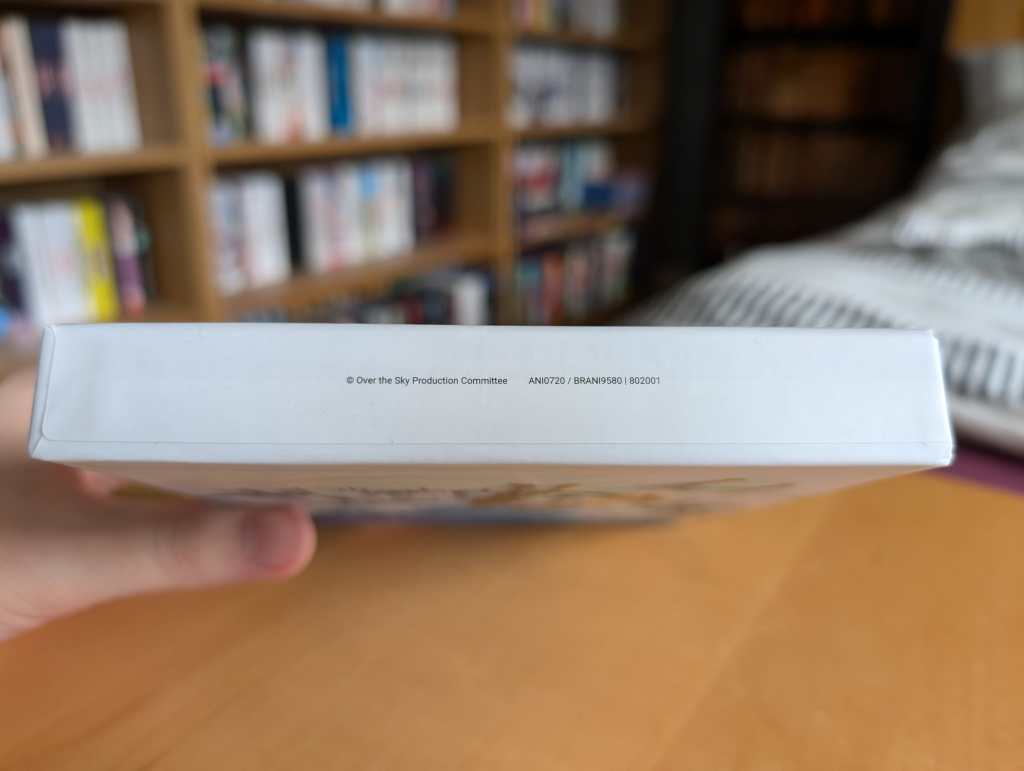 © Over the Sky Production Committee ANI0720 / BRANI9580 | 802001